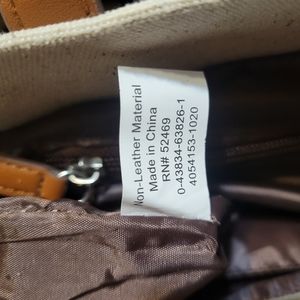 Non-Leather Material
Made in China
RN# 52469
0-43834-63826-1
4054153-1020